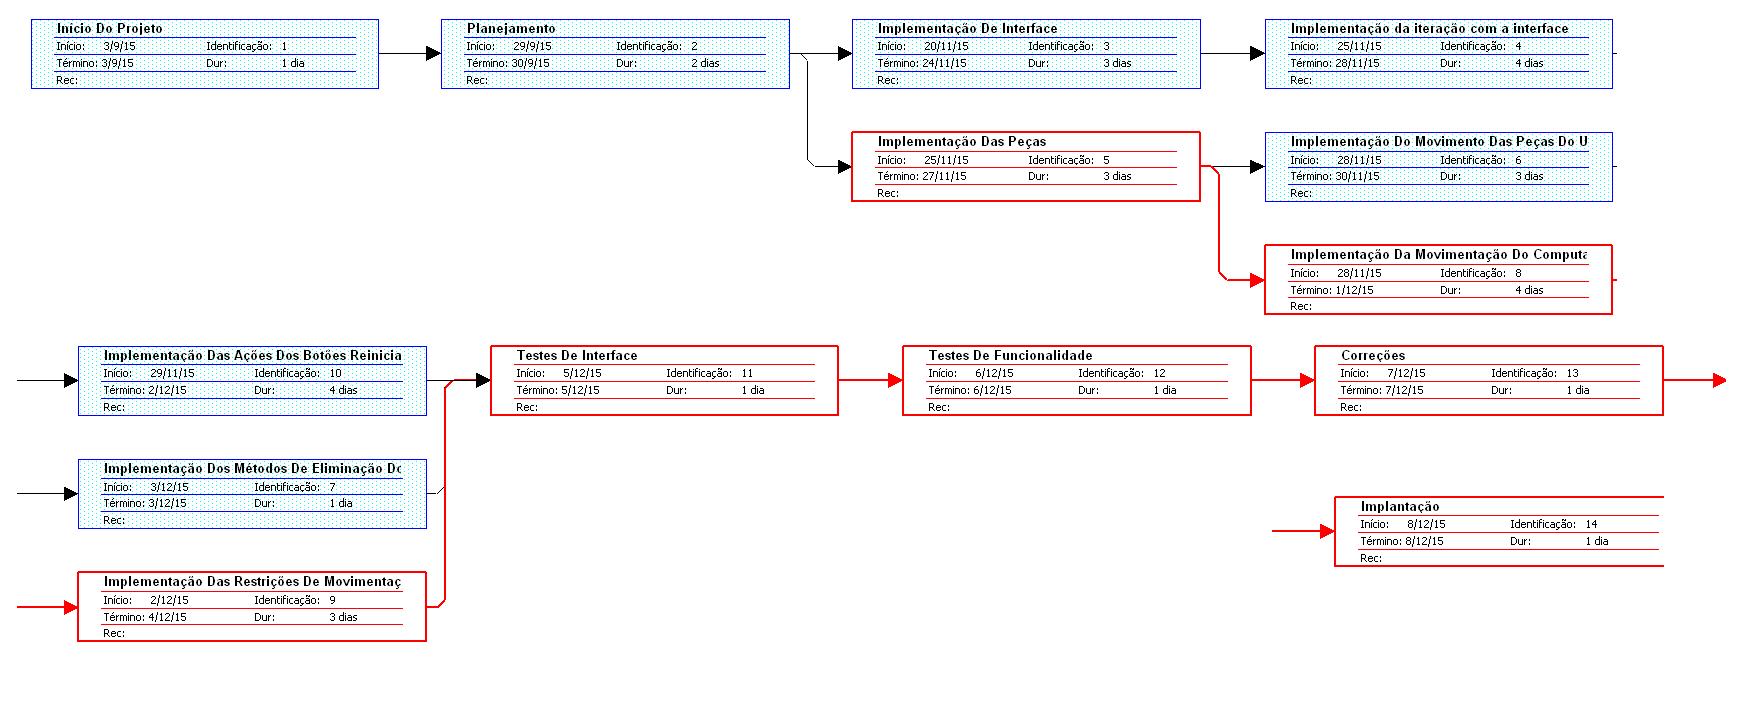 Início Do Projeto
Início: 3/9/15 Identificação: 1
Término: 3/9/15 Dur: 1 dia
Rec:
Planejamento
Início: 29/9/15 Identificação: 2
Término: 30/9/15 Dur: 2 dias
Rec:
Implementação De Interface
Início: 20/11/15 Identificação: 3
Término: 24/11/15 Dur: 3 dias
Rec:
Implementação da iteração com a interface
Início: 25/11/15 Identificação: 4
Término: 28/11/15 Dur: 4 dias
Rec:
Implementação Das Peças
Início: 25/11/15 Identificação: 5
Término: 27/11/15 Dur: 3 dias
Rec:
Implementação Do Movimento Das Peças Do U
Início: 28/11/15 Identificação: 6
Término: 30/11/15 Dur: 3 dias
Rec:
Implementação Da Movimentação Do Computa
Início: 28/11/15 Identificação: 8
Término: 1/12/15 Dur: 4 dias
Rec:
Implementação Das Ações Dos Botões Reinicia
Início: 29/11/15 Identificação: 10
Término: 2/12/15 Dur: 4 dias
Rec:
Testes De Interface
Início: 5/12/15 Identificação: 11
Término: 5/12/15 Dur: 1 dia
Rec:
Testes De Funcionalidade
Início: 6/12/15 Identificação: 12
Término: 6/12/15 Dur: 1 dia
Rec:
Correções
Início: 7/12/15 Identificação: 13
Término: 7/12/15 Dur: 1 dia
Rec:
Implementação Dos Métodos De Eliminação Do
Início: 3/12/15 Identificação: 7
Término: 3/12/15 Dur: 1 dia
Rec:
Implantação
Início: 8/12/15 Identificação: 14
Término: 8/12/15 Dur: 1 dia
Rec:
Implementação Das Restrições De Movimentaç
Início: 2/12/15 Identificação: 9
Término: 4/12/15 Dur: 3 dias
Rec: